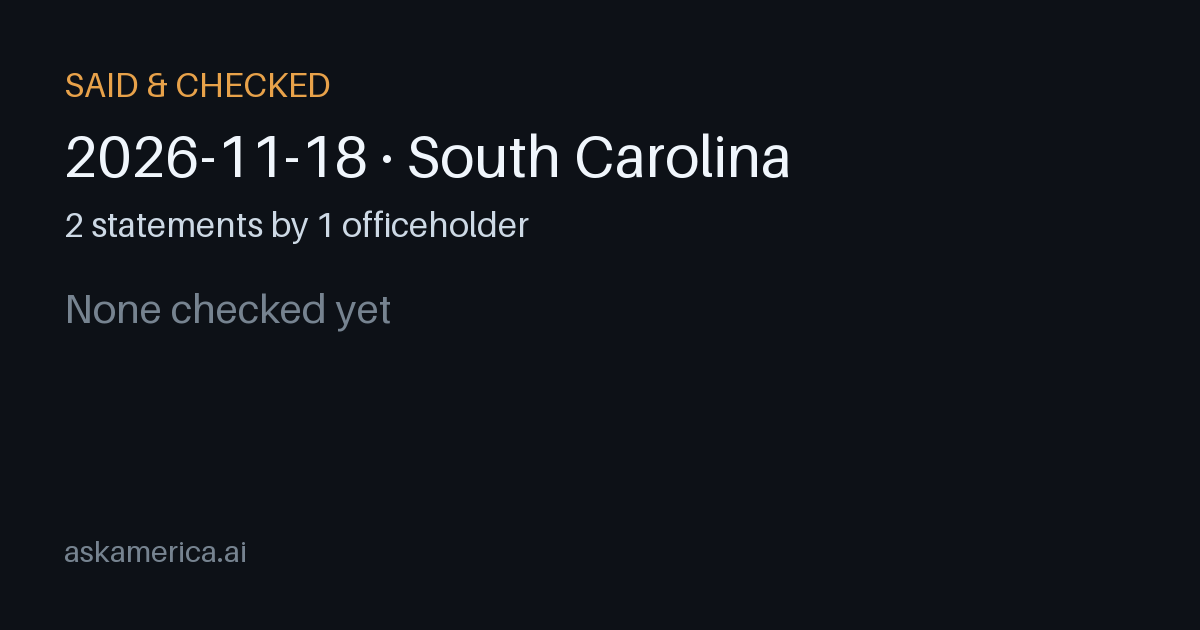 SAID & CHECKED
2026-11-18 · South Carolina
2 statements by 1 officeholder
None checked yet
askamerica.ai